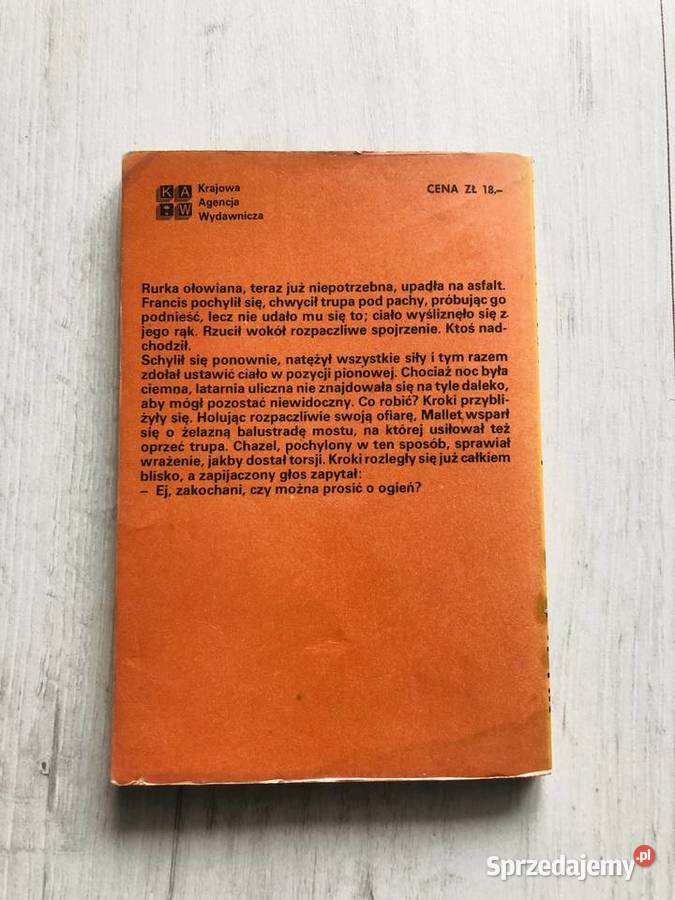 KAW
Krajowa
Agencja
Wydawnicza
CENA ZŁ 18.–
Rurka ołowiana, teraz już niepotrzebna, upadła na asfalt.
Francis pochylił się, chwycił trupa pod pachy, próbując go
podnieść, lecz nie udało mu się to; ciało wyśliznęło się z
jego rąk. Rzucił wokół rozpaczliwe spojrzenie. Ktoś nad-
chodził.
Schylił się ponownie, natężył wszystkie siły i tym razem
zdołał ustawić ciało w pozycji pionowej. Chociaż noc była
ciemna, latarnia uliczna nie znajdowała się na tyle daleko,
aby mógł pozostać niewidoczny. Co robić? Kroki przybli-
żyły się. Holując rozpaczliwie swoją ofiarę, Mallet wsparł
się o żelazną balustradę mostu, na której usiłował też
oprzeć trupa. Chazel, pochylony w ten sposób, sprawiał
wrażenie, jakby dostał torsji. Kroki rozległy się już całkiem
blisko, a zapijaczony głos zapytał:
– Ej, zakochani, czy można prosić o ogień?
Sprzedajemy.pl